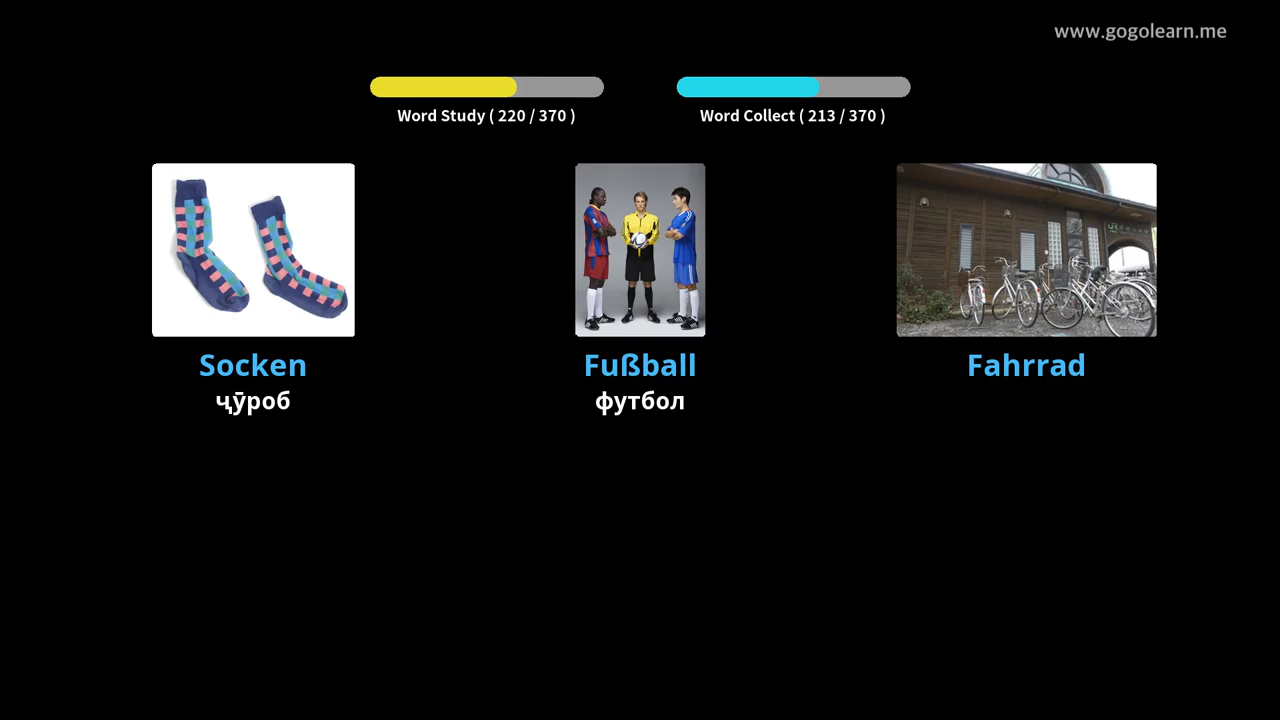 www.gogolearn.me
Word Study ( 220 / 370 )
Word Collect ( 213 / 370 )
Socken
ҷӯроб
Fußball
футбол
Fahrrad